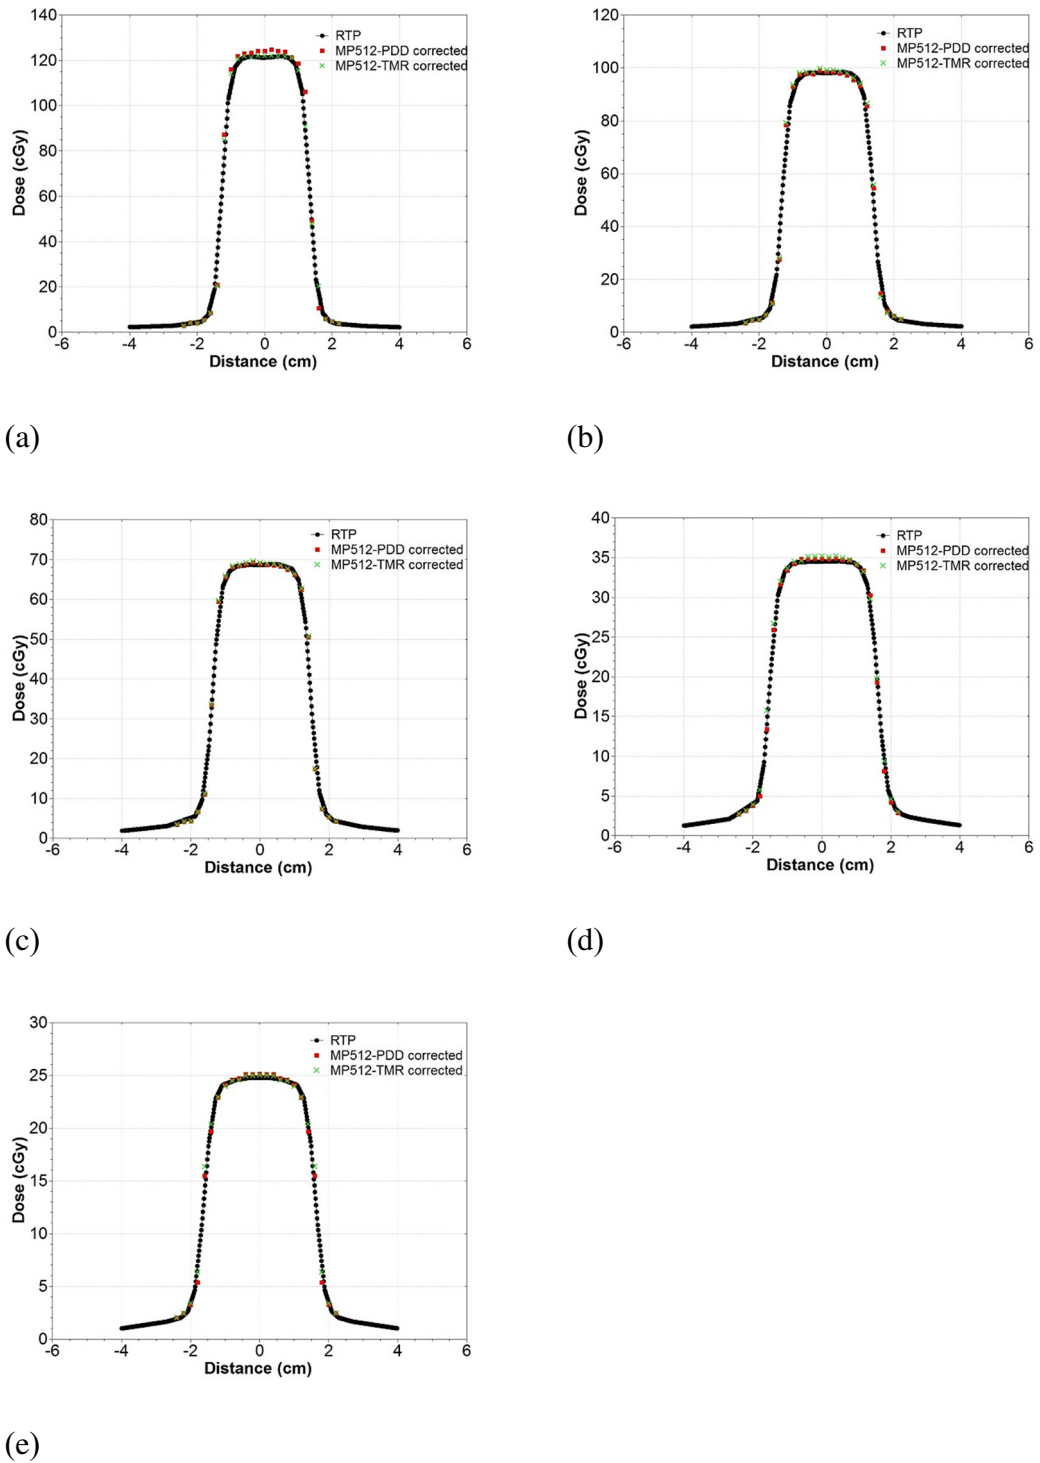 140
120
100
80
60
40
20
0
-6
-4
-2
0
2
4
6
Dose (cGy)
Distance (cm)
RTP
MP512-PDD corrected
MP512-TMR corrected
(a)
120
100
80
60
40
20
0
-6
-4
-2
0
2
4
6
Dose (cGy)
Distance (cm)
RTP
MP512-PDD corrected
MP512-TMR corrected
(b)
80
70
60
50
40
30
20
10
0
-6
-4
-2
0
2
4
6
Dose (cGy)
Distance (cm)
RTP
MP512-PDD corrected
MP512-TMR corrected
(c)
40
35
30
25
20
15
10
5
0
-6
-4
-2
0
2
4
6
Dose (cGy)
Distance (cm)
RTP
MP512-PDD corrected
MP512-TMR corrected
(d)
30
25
20
15
10
5
0
-6
-4
-2
0
2
4
6
Dose (cGy)
Distance (cm)
RTP
MP512-PDD corrected
MP512-TMR corrected
(e)